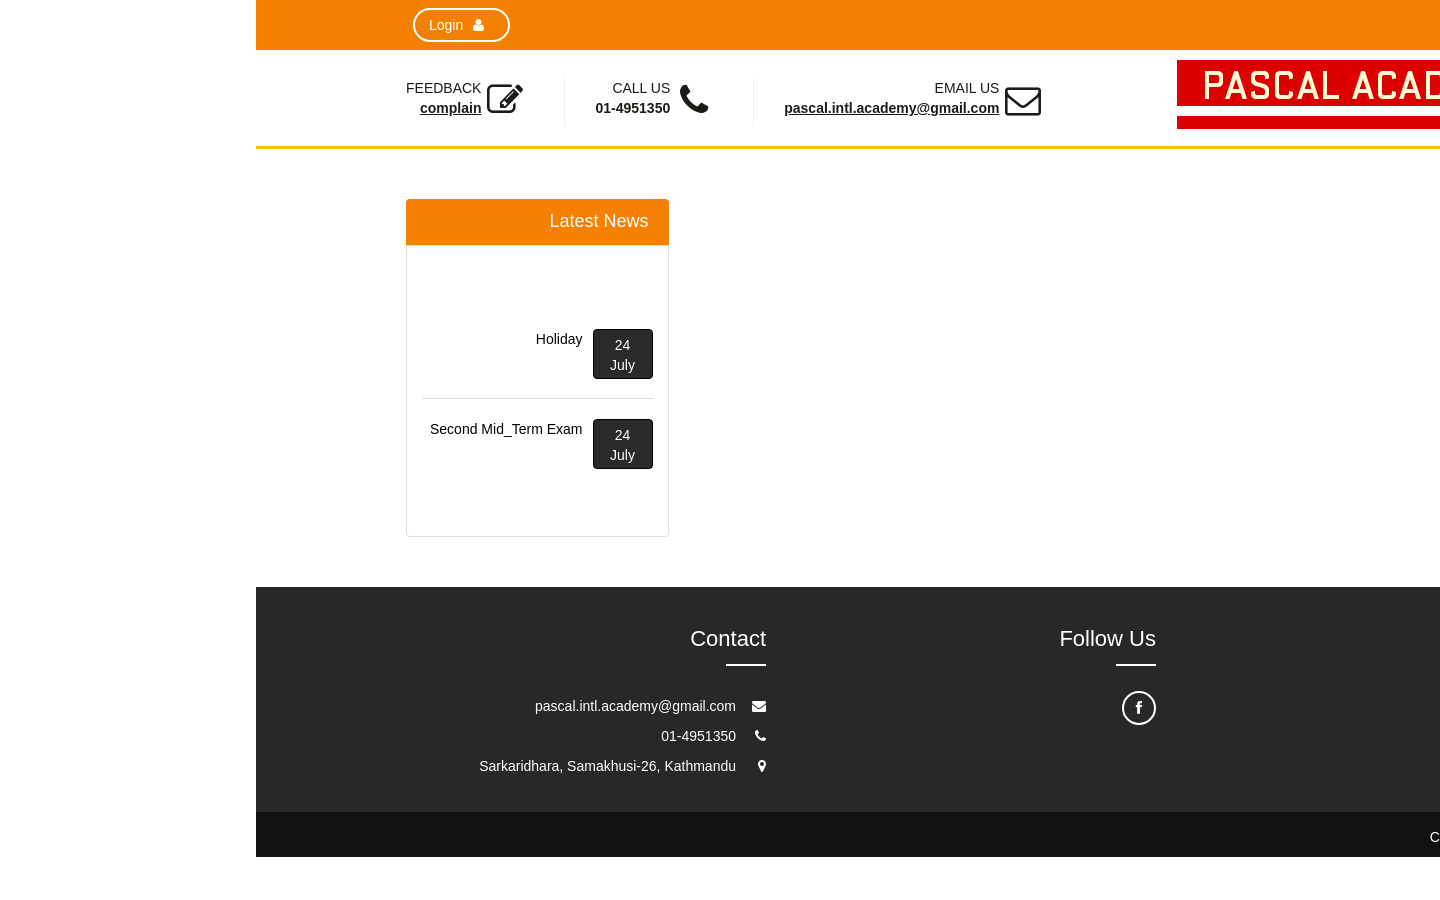 Login
FEEDBACK
complain
CALL US
01-4951350
EMAIL US
pascal.intl.academy@gmail.com
PASCAL ACAD
Latest News
Holiday
24
July
Second Mid_Term Exam
24
July
Contact
pascal.intl.academy@gmail.com
01-4951350
Sarkaridhara, Samakhusi-26, Kathmandu
Follow Us
C